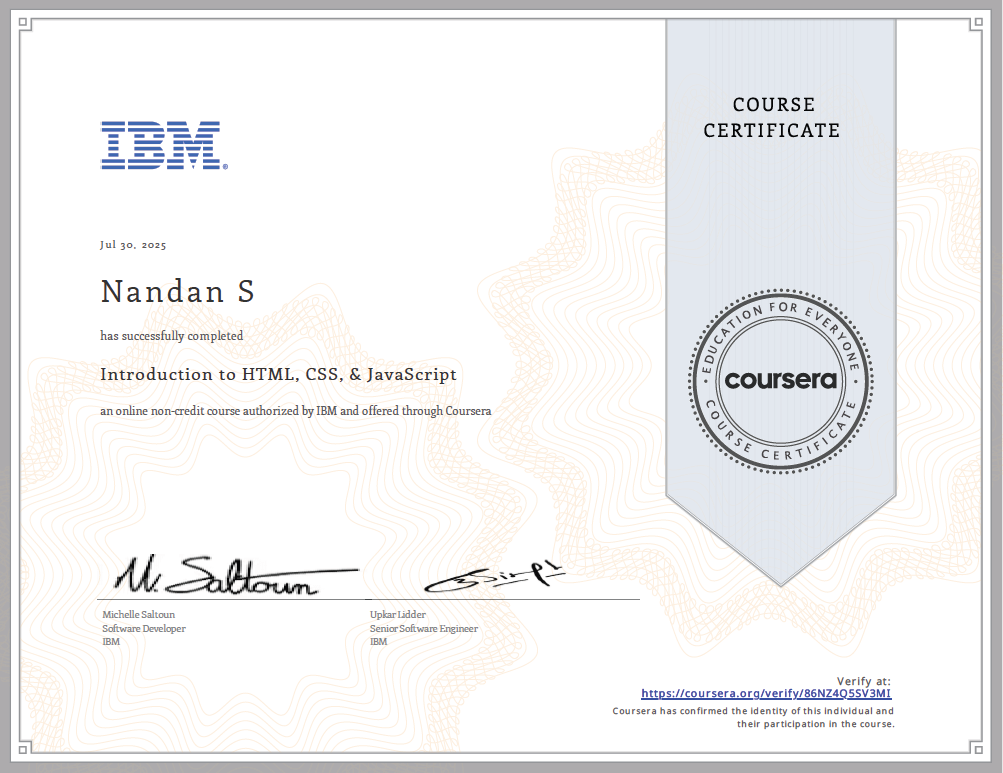 COURSE
CERTIFICATE
IBM®
Jul 30, 2025
Nandan S
has successfully completed
Introduction to HTML, CSS, & JavaScript
an online non-credit course authorized by IBM and offered through Coursera
EDUCATION FOR EVERYONE
coursera
COURSE CERTIFICATE
M. Saltoun
Michelle Saltoun
Software Developer
IBM
Upkar Lidder
Senior Software Engineer
IBM
Verify at:
https://coursera.org/verify/86NZ4Q5SV3MI
Coursera has confirmed the identity of this individual and
their participation in the course.